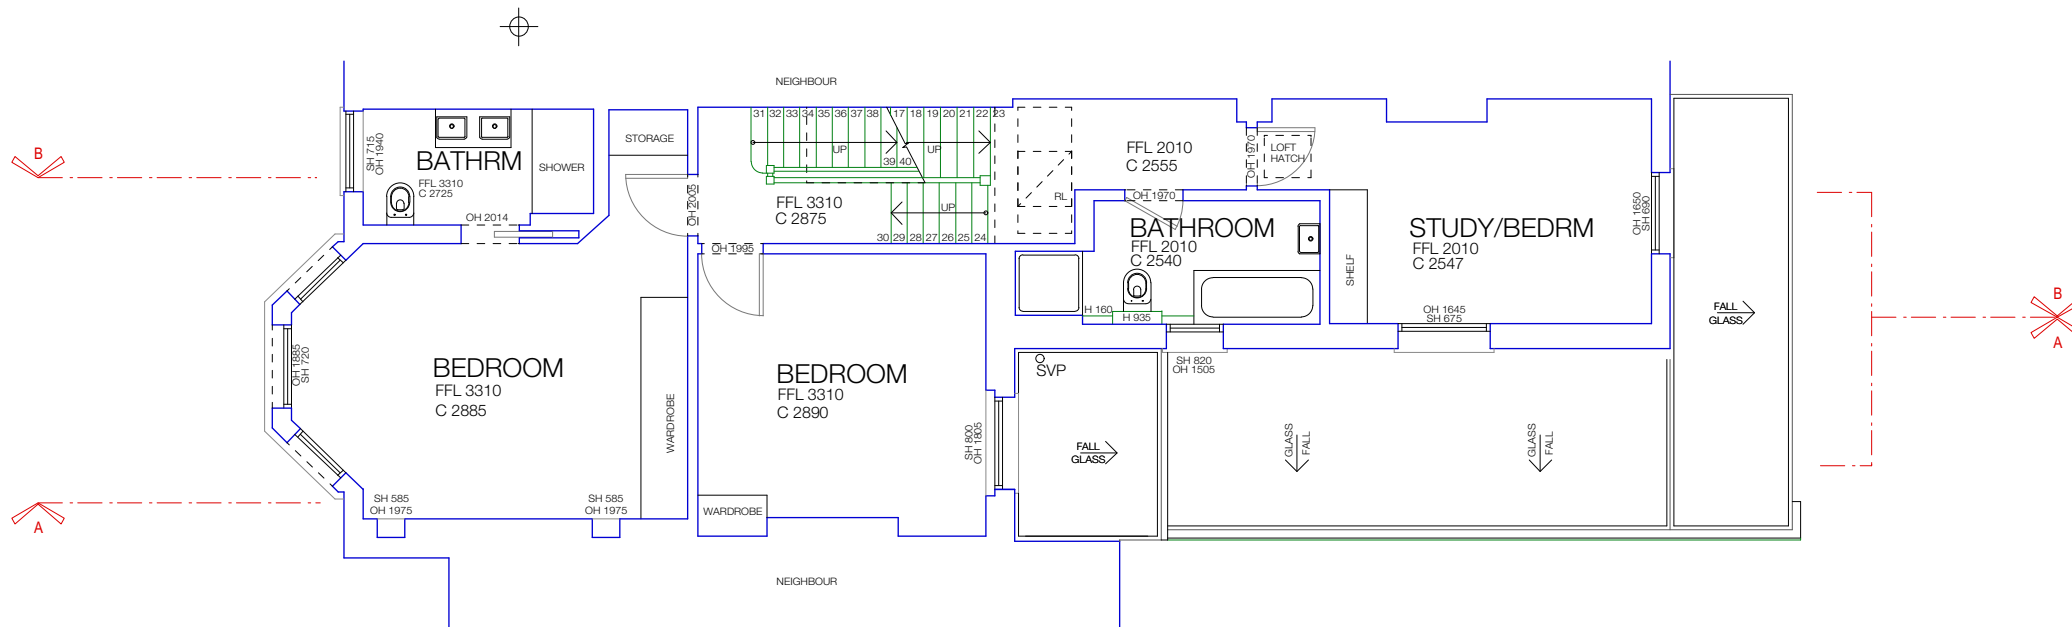 NEIGHBOUR
B
SH 715
OH 1940
BATHRM
FFL 3310
C 2725
SHOWER
OH 2014
STORAGE
OH 2005
31 32 33 34 35 36 37 38
17 18 19 20 21 22 23
UP
UP
39 40
FFL 3310
C 2875
UP
30 29 28 27 26 25 24
OH 1995
RL
FFL 2010
C 2555
OH 1970
LOFT
HATCH
OH 1970
BATHROOM
FFL 2010
C 2540
H 160
H 935
SHELF
STUDY/BEDRM
FFL 2010
C 2547
OH 1650
SH 690
OH 1645
SH 675
FALL
GLASS
B
A
OH 1885
SH 720
BEDROOM
FFL 3310
C 2885
WARDROBE
BEDROOM
FFL 3310
C 2890
SH 800
OH 1805
SVP
FALL
GLASS
SH 820
OH 1505
GLASS
FALL
GLASS
FALL
SH 585
OH 1975
SH 585
OH 1975
WARDROBE
A
NEIGHBOUR